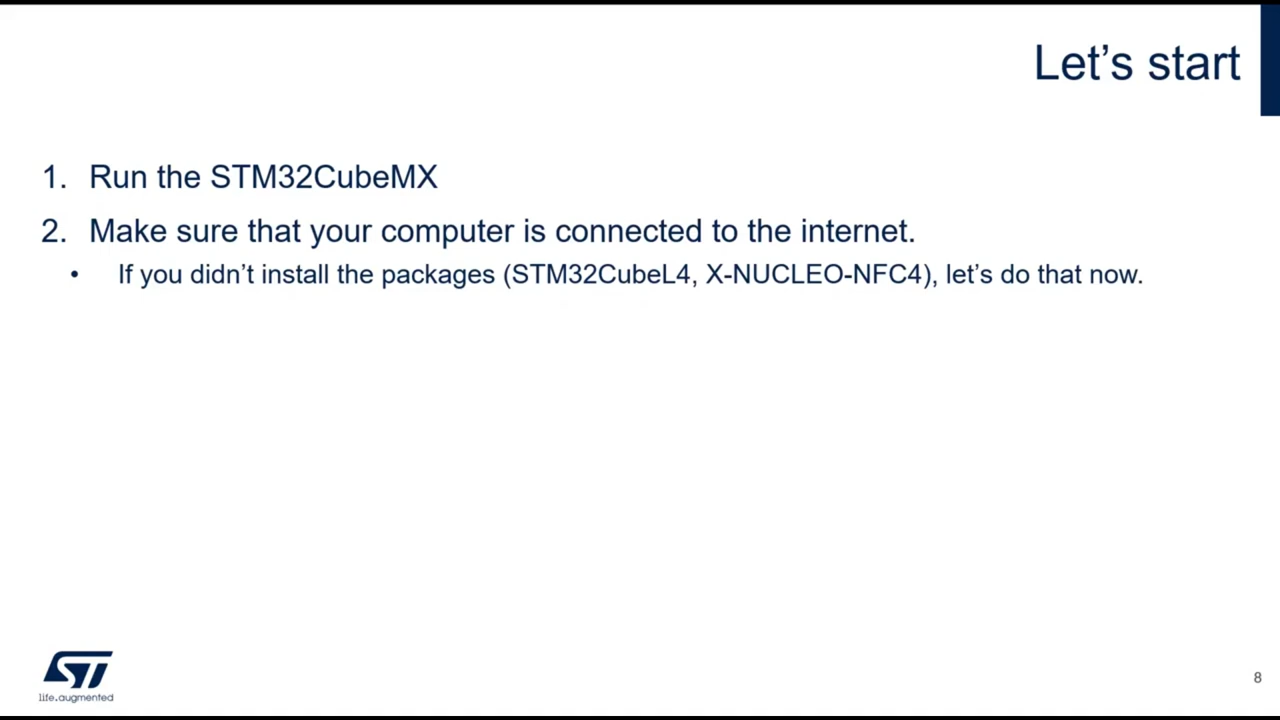 Let's start
1. Run the STM32CubeMX
2. Make sure that your computer is connected to the internet.
• If you didn't install the packages (STM32CubeL4, X-NUCLEO-NFC4), let's do that now.
ST
life.augmented
8